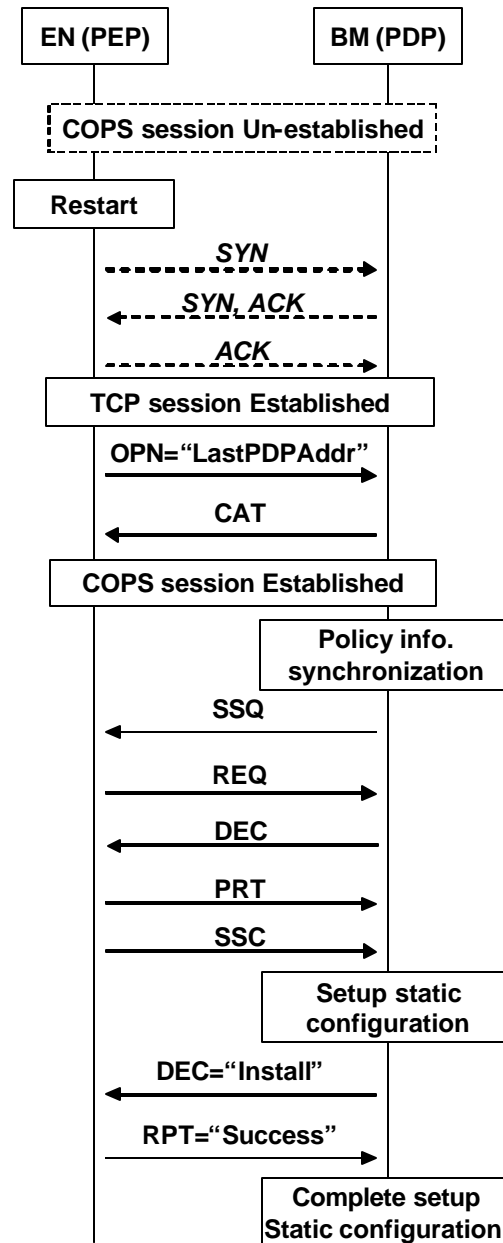 EN (PEP)
BM (PDP)
COPS session Un-established
Restart
SYN
SYN, ACK
ACK
TCP session Established
OPN=“LastPDPAddr”
CAT
COPS session Established
Policy info.
synchronization
SSQ
REQ
DEC
PRT
SSC
Setup static
configuration
DEC=“Install”
RPT=“Success”
Complete setup
Static configuration